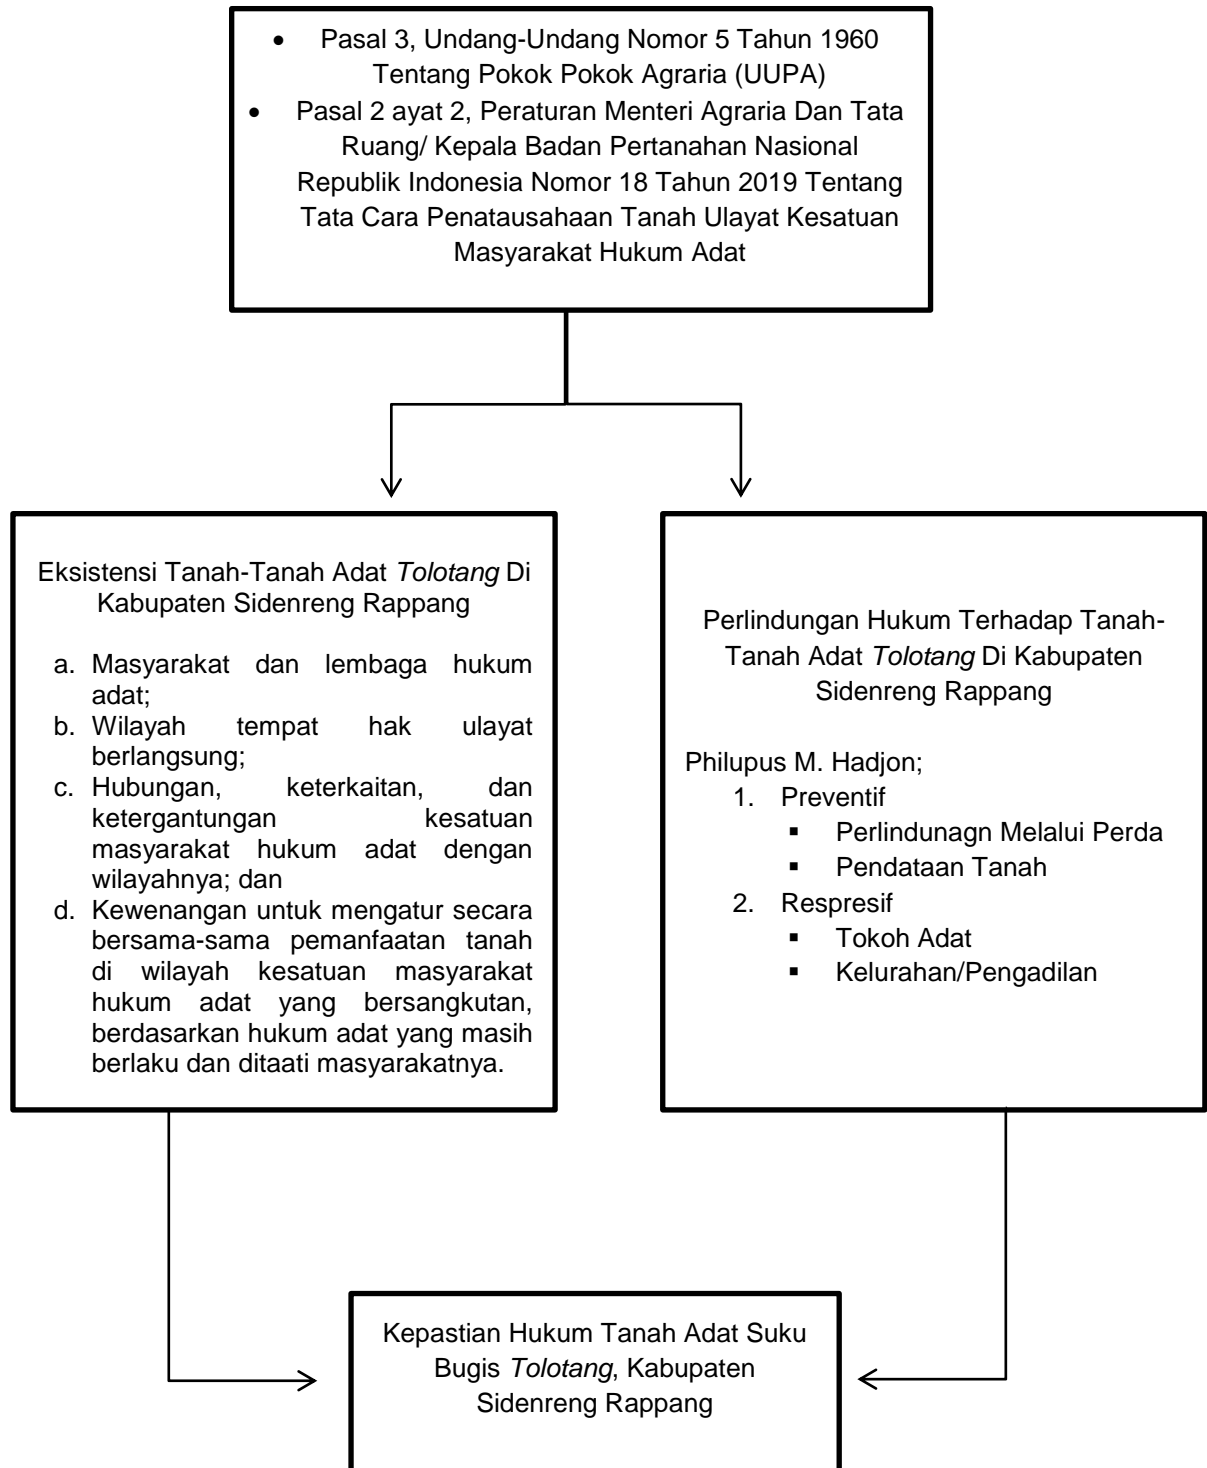 • Pasal 3, Undang-Undang Nomor 5 Tahun 1960
Tentang Pokok Pokok Agraria (UUPA)
• Pasal 2 ayat 2, Peraturan Menteri Agraria Dan Tata
Ruang/ Kepala Badan Pertanahan Nasional
Republik Indonesia Nomor 18 Tahun 2019 Tentang
Tata Cara Penatausahaan Tanah Ulayat Kesatuan
Masyarakat Hukum Adat
Eksistensi Tanah-Tanah Adat Tolotang Di
Kabupaten Sidenreng Rappang
a. Masyarakat dan lembaga hukum
adat;
b. Wilayah tempat hak ulayat
berlangsung;
c. Hubungan, keterkaitan, dan
ketergantungan kesatuan
masyarakat hukum adat dengan
wilayahnya; dan
d. Kewenangan untuk mengatur secara
bersama-sama pemanfaatan tanah
di wilayah kesatuan masyarakat
hukum adat yang bersangkutan,
berdasarkan hukum adat yang masih
berlaku dan ditaati masyarakatnya.
Perlindungan Hukum Terhadap Tanah-
Tanah Adat Tolotang Di Kabupaten
Sidenreng Rappang
Philupus M. Hadjon;
1. Preventif
▪ Perlindunagn Melalui Perda
▪ Pendataan Tanah
2. Respresif
▪ Tokoh Adat
▪ Kelurahan/Pengadilan
Kepastian Hukum Tanah Adat Suku
Bugis Tolotang, Kabupaten
Sidenreng Rappang